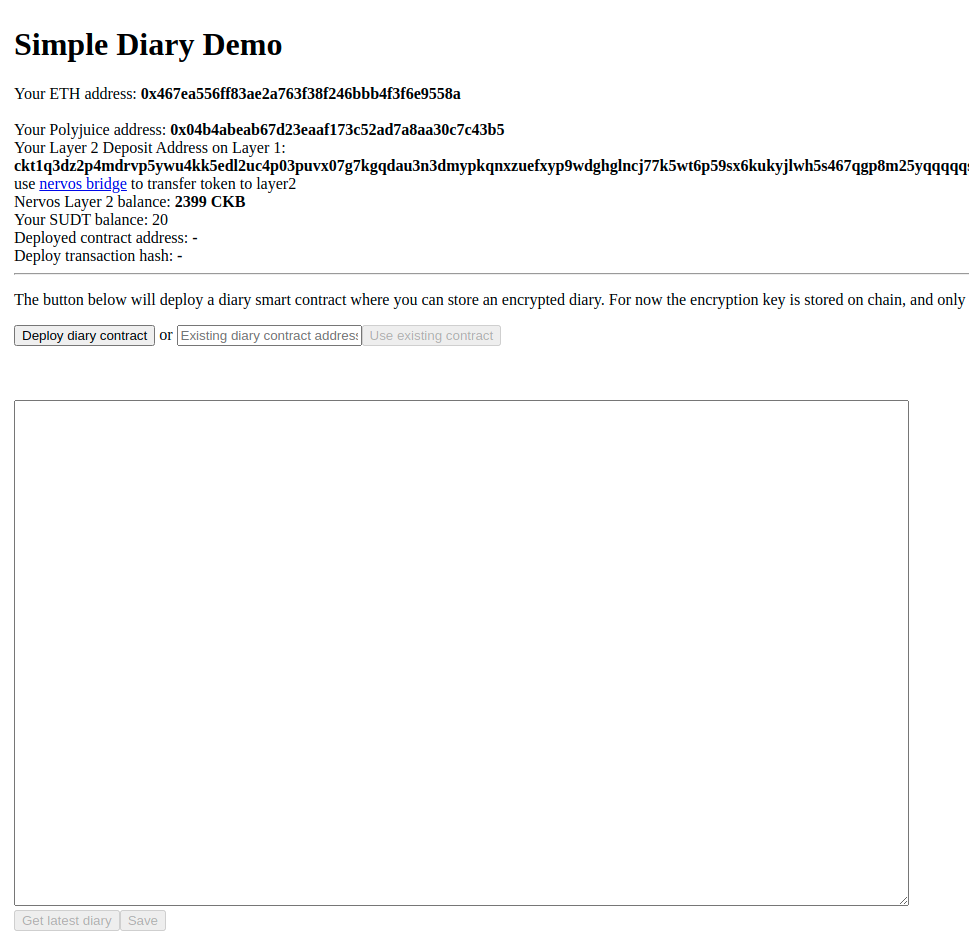 Simple Diary Demo
Your ETH address: 0x467ea556ff83ae2a763f38f246bbb4f3f6e9558a
Your Polyjuice address: 0x04b4abeab67d23eaaf173c52ad7a8aa30c7c43b5
Your Layer 2 Deposit Address on Layer 1:
ckt1q3dz2p4mdrvp5ywu4kk5edl2uc4p03puvx07g7kgqdau3n3dmypkqnxzuefxyp9wdghglncj77k5wt6p59sx6kukyjlwh5s467qgp8m25yqqqqqs
use nervos bridge to transfer token to layer2
Nervos Layer 2 balance: 2399 CKB
Your SUDT balance: 20
Deployed contract address: -
Deploy transaction hash: -
The button below will deploy a diary smart contract where you can store an encrypted diary. For now the encryption key is stored on chain, and only
Deploy diary contract or Existing diary contract address Use existing contract
Get latest diary Save